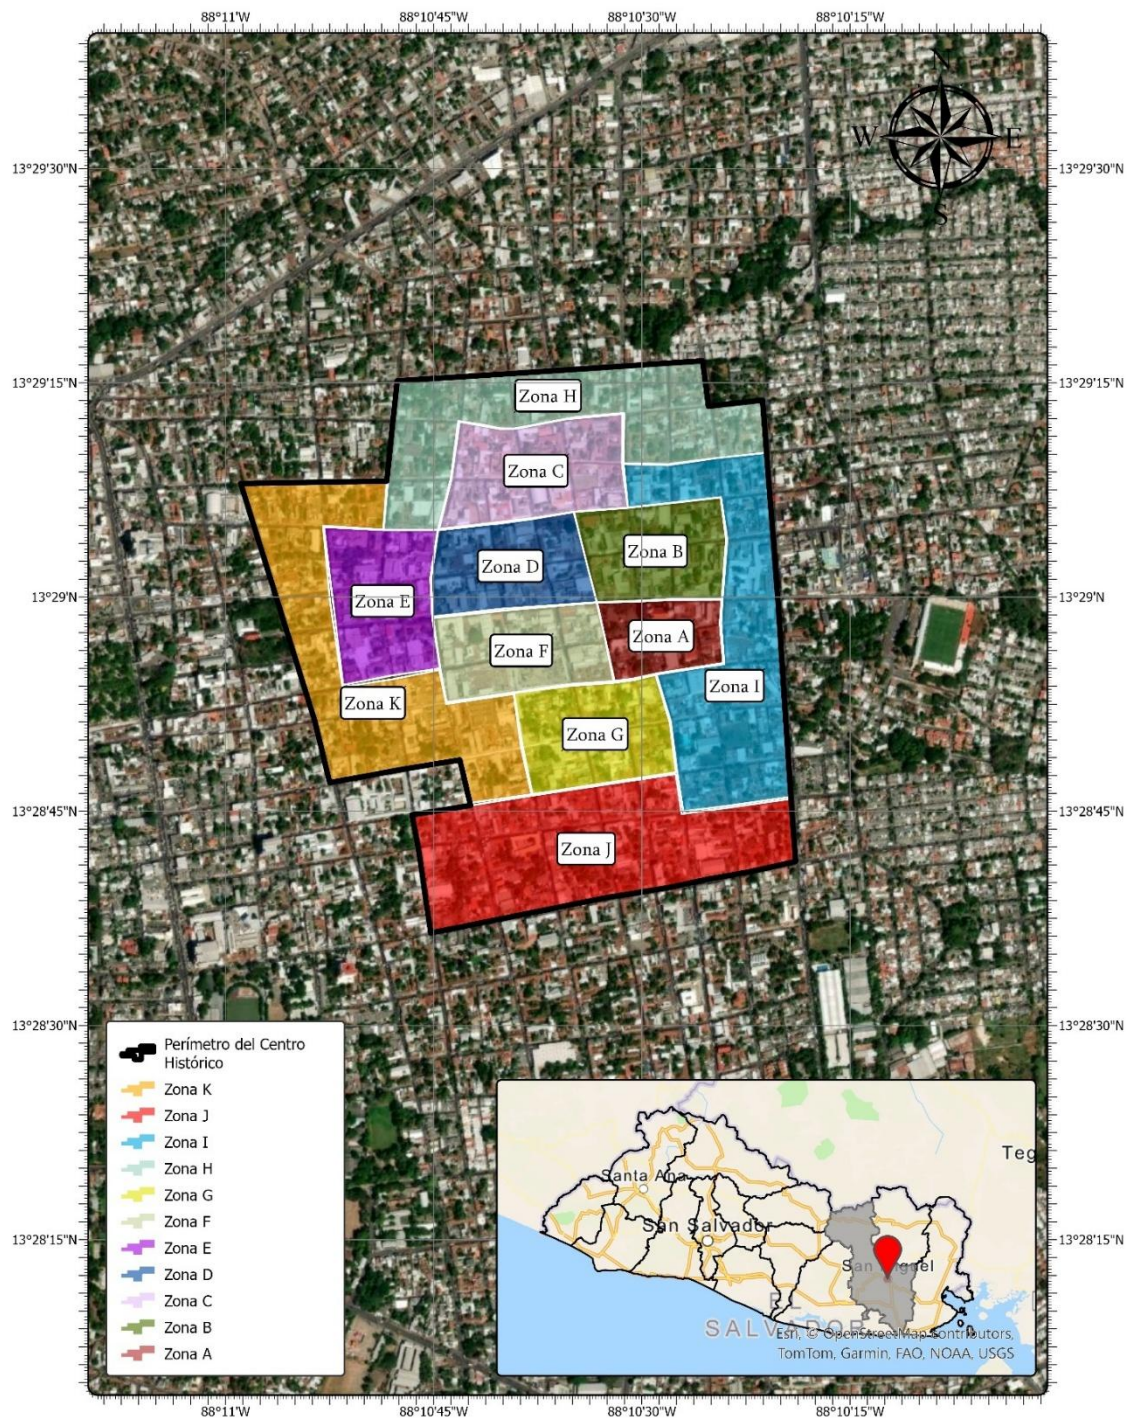 88°11'W 88°10'45"W 88°10'30"W 88°10'15"W
N
W E
S
13°29'30"N 13°29'30"N
13°29'15"N 13°29'15"N
Zona H
Zona C
Zona B
Zona D
13°29'N 13°29'N
Zona E
Zona A
Zona F
Zona I
Zona K
Zona G
13°28'45"N 13°28'45"N
Zona J
13°28'30"N 13°28'30"N
Perímetro del Centro
Histórico
Zona K
Zona J
Zona I
Zona H
Zona G
Zona F
Zona E
Zona D
Zona C
Zona B
Zona A
Teg
Santa Ana
San Salvador
13°28'15"N 13°28'15"N
San Miguel
EL
SALVADOR
Esri, © OpenStreetMap contributors,
TomTom, Garmin, FAO, NOAA, USGS
88°11'W 88°10'45"W 88°10'30"W 88°10'15"W